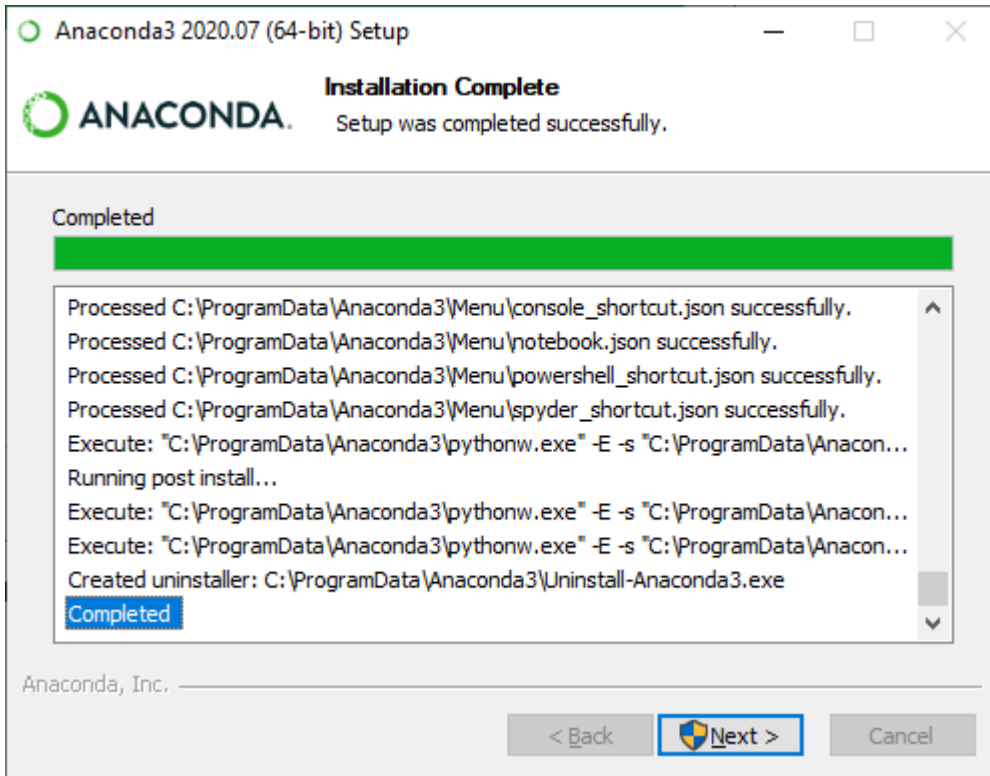 Anaconda3 2020.07 (64-bit) Setup
ANACONDA.
Installation Complete
Setup was completed successfully.
Completed
Processed C:\ProgramData\Anaconda3\Menu\console_shortcut.json successfully.
Processed C:\ProgramData\Anaconda3\Menu\notebook.json successfully.
Processed C:\ProgramData\Anaconda3\Menu\powershell_shortcut.json successfully.
Processed C:\ProgramData\Anaconda3\Menu\spyder_shortcut.json successfully.
Execute: "C:\ProgramData\Anaconda3\pythonw.exe" -E -s "C:\ProgramData\Anacon...
Running post install...
Execute: "C:\ProgramData\Anaconda3\pythonw.exe" -E -s "C:\ProgramData\Anacon...
Execute: "C:\ProgramData\Anaconda3\pythonw.exe" -E -s "C:\ProgramData\Anacon...
Created uninstaller: C:\ProgramData\Anaconda3\Uninstall-Anaconda3.exe
Completed
Anaconda, Inc.
< Back Next > Cancel